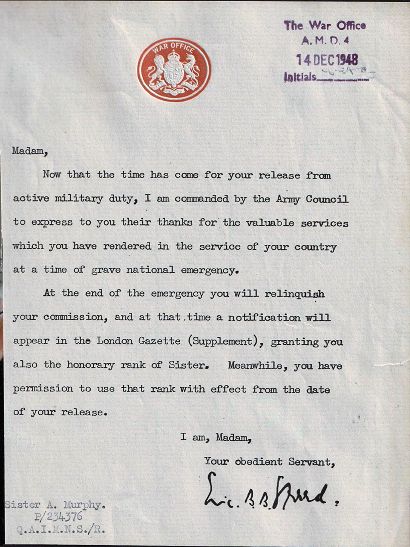 WAR OFFICE
The War Office
A.M.D.4
14 DEC 1948
Initials
Madam,
Now that the time has come for your release from
active military duty, I am commanded by the Army Council
to express to you their thanks for the valuable services
which you have rendered in the service of your country
at a time of grave national emergency.
At the end of the emergency you will relinquish
your commission, and at that time a notification will
appear in the London Gazette (Supplement), granting you
also the honorary rank of Sister. Meanwhile, you have
permission to use that rank with effect from the date
of your release.
I am, Madam,
Your obedient Servant,
Eric. B. B. Speed.
Sister A. Murphy.
P/234376
Q.A.I.M.N.S./R.